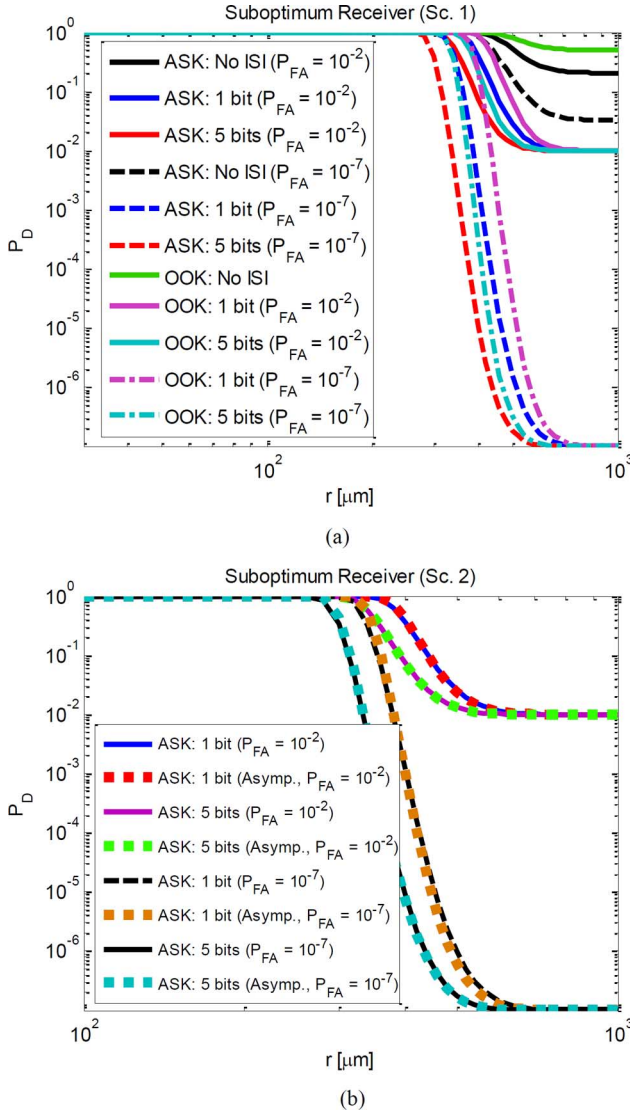 Suboptimum Receiver (Sc. 1)
10^0
10^-1
10^-2
10^-3
10^-4
10^-5
10^-6
P_D
ASK: No ISI (P_FA = 10^-2)
ASK: 1 bit (P_FA = 10^-2)
ASK: 5 bits (P_FA = 10^-2)
ASK: No ISI (P_FA = 10^-7)
ASK: 1 bit (P_FA = 10^-7)
ASK: 5 bits (P_FA = 10^-7)
OOK: No ISI
OOK: 1 bit (P_FA = 10^-2)
OOK: 5 bits (P_FA = 10^-2)
OOK: 1 bit (P_FA = 10^-7)
OOK: 5 bits (P_FA = 10^-7)
10^2 10^3
r [μm]
(a)
Suboptimum Receiver (Sc. 2)
10^0
10^-1
10^-2
10^-3
10^-4
10^-5
10^-6
P_D
ASK: 1 bit (P_FA = 10^-2)
ASK: 1 bit (Asymp., P_FA = 10^-2)
ASK: 5 bits (P_FA = 10^-2)
ASK: 5 bits (Asymp., P_FA = 10^-2)
ASK: 1 bit (P_FA = 10^-7)
ASK: 1 bit (Asymp., P_FA = 10^-7)
ASK: 5 bits (P_FA = 10^-7)
ASK: 5 bits (Asymp., P_FA = 10^-7)
10^2 10^3
r [μm]
(b)